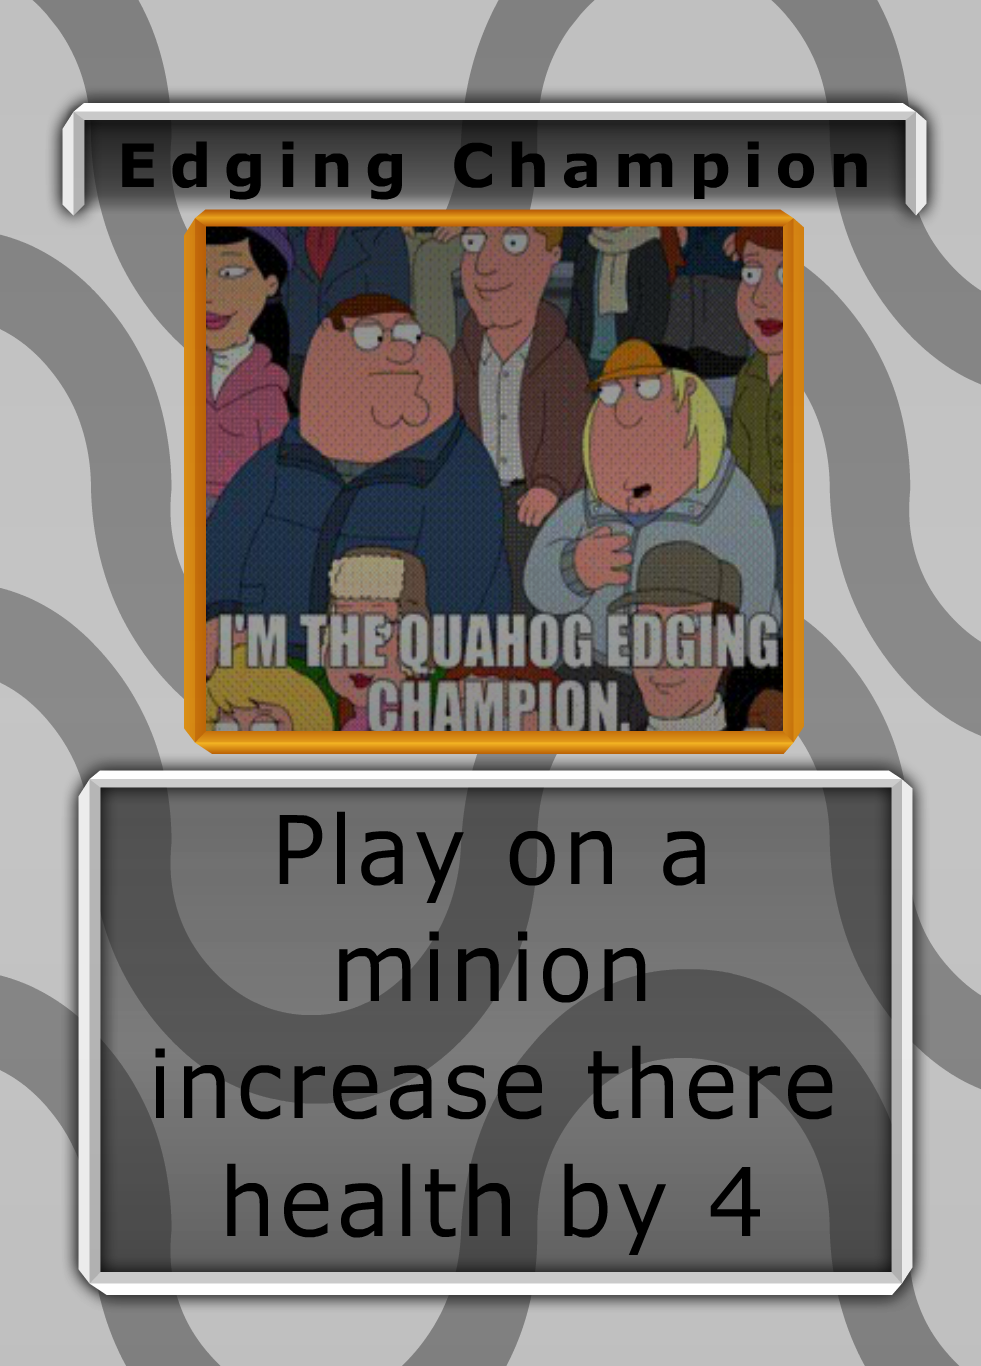 Edging Champion
I'M THE QUAHOG EDGING
CHAMPION.
Play on a
minion
increase there
health by 4